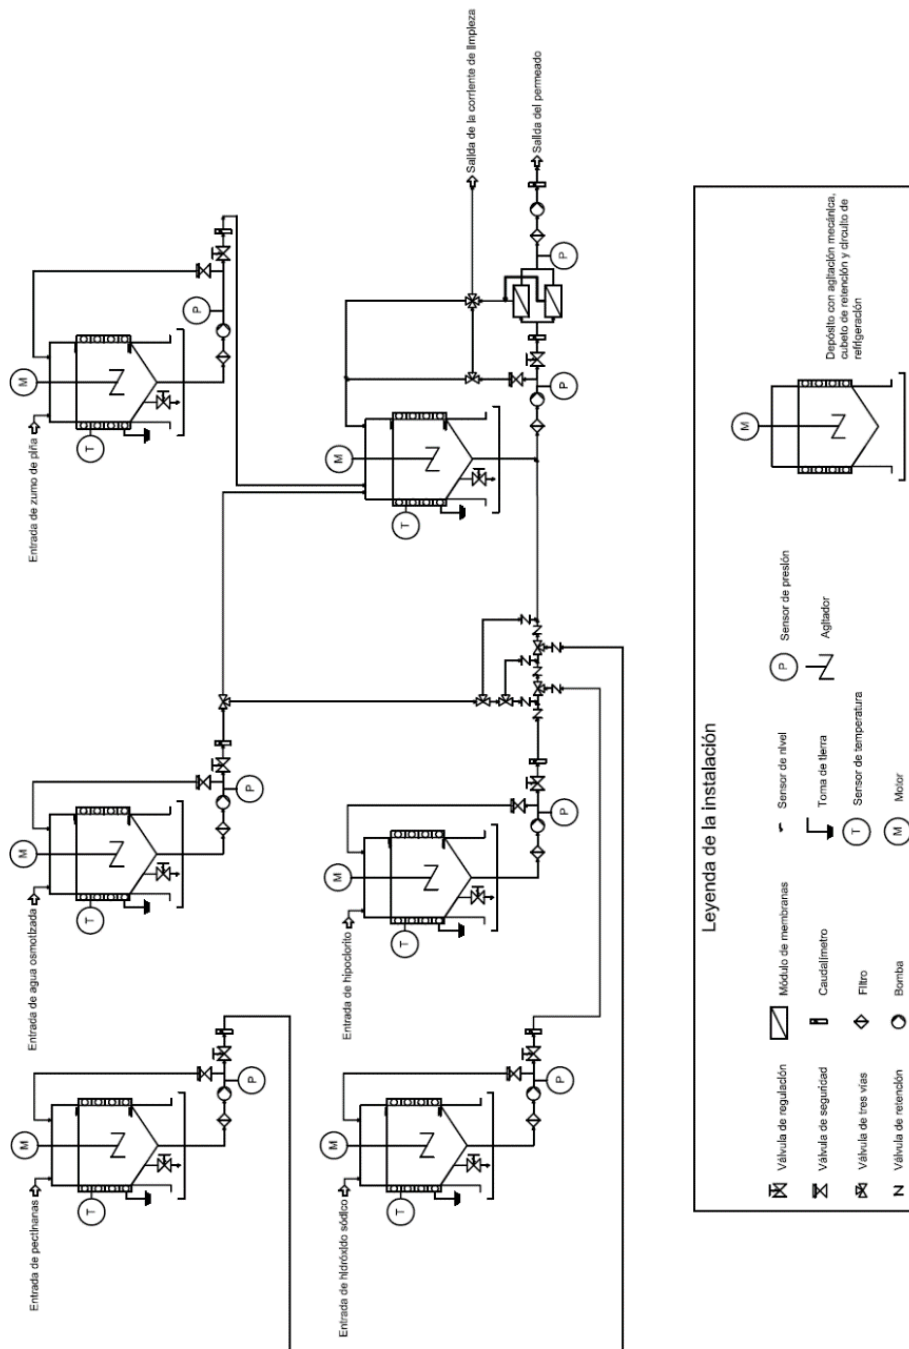 Entrada de pectinanas
T
M
P
Entrada de agua osmotizada
T
M
P
Entrada de zumo de piña
T
M
P
Entrada de hidróxido sódico
T
M
P
Entrada de hipoclorito
T
M
P
T
M
P
P
Salida de la corriente de limpieza
Salida del permeado
Leyenda de la instalación
Válvula de regulación
Válvula de seguridad
Válvula de tres vías
Válvula de retención
Módulo de membranas
Caudalímetro
Filtro
Bomba
Sensor de nivel
Toma de tierra
T
Sensor de temperatura
M
Motor
P
Sensor de presión
Agitador
M
Depósito con agitación mecánica,
cubeto de retención y circuito de
refrigeración